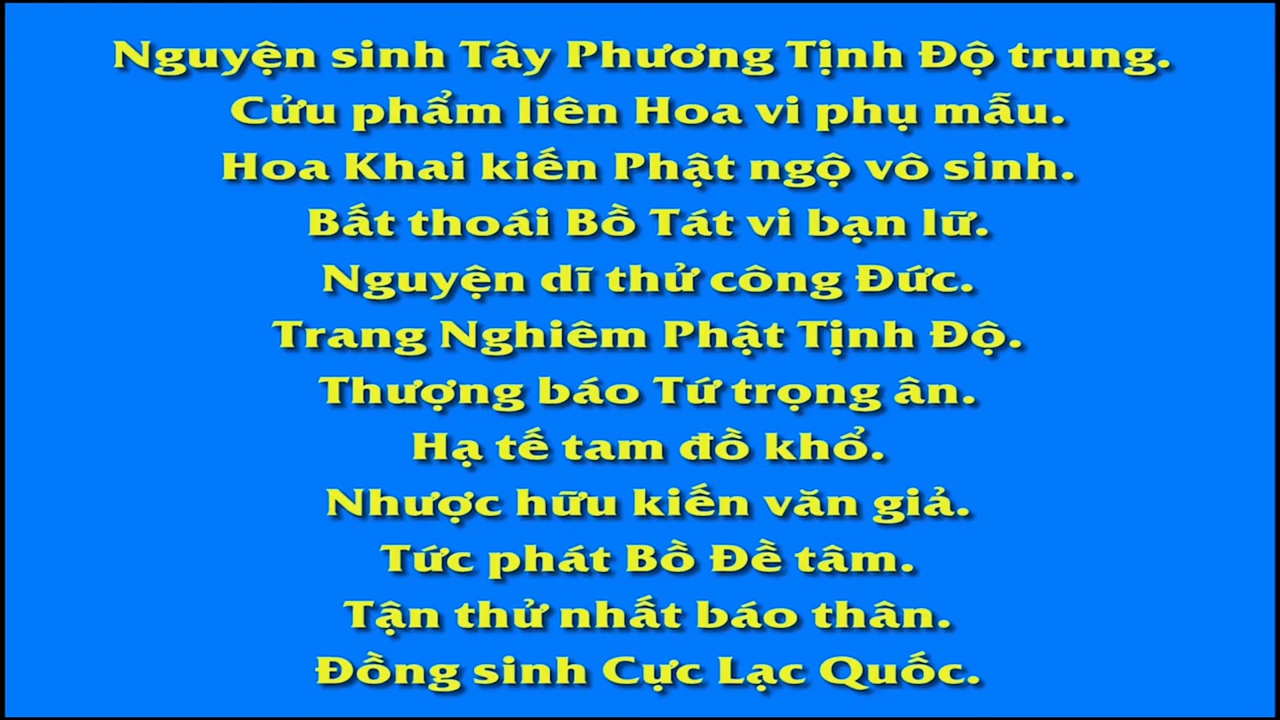 Nguyện sinh Tây Phương Tịnh Độ trung.
Cửu phẩm liên Hoa vi phụ mẫu.
Hoa Khai kiến Phật ngộ vô sinh.
Bất thoái Bồ Tát vi bạn lữ.
Nguyện dĩ thử công Đức.
Trang Nghiêm Phật Tịnh Độ.
Thượng báo Tứ trọng ân.
Hạ tế tam đồ khổ.
Nhược hữu kiến văn giả.
Tức phát Bồ Đề tâm.
Tận thử nhất báo thân.
Đồng sinh Cực Lạc Quốc.